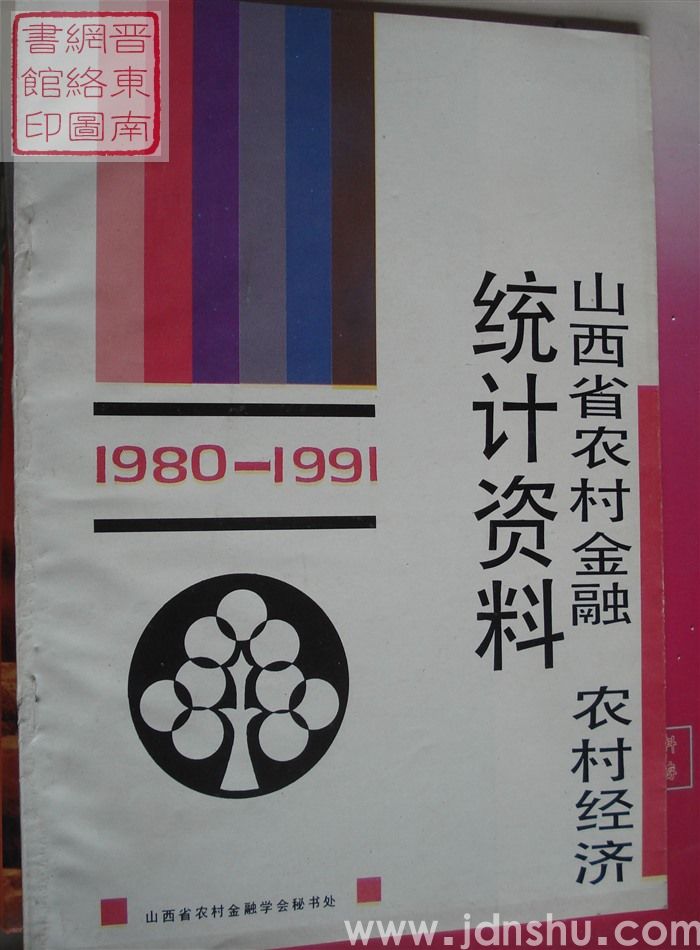 晋東南
網絡圖
書館印
山西省农村金融 农村经济
统计资料
1980—1991
山西省农村金融学会秘书处
www.jdnshu.com